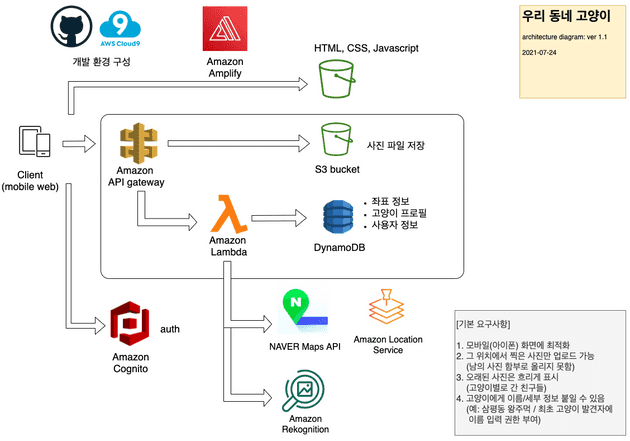 우리 동네 고양이
architecture diagram: ver 1.1
2021-07-24
AWS Cloud9
개발 환경 구성
Amazon
Amplify
HTML, CSS, Javascript
Client
(mobile web)
Amazon
API gateway
사진 파일 저장
S3 bucket
Amazon
Lambda
• 좌표 정보
• 고양이 프로필
• 사용자 정보
DynamoDB
Amazon
Cognito
auth
N
NAVER Maps API
Amazon Location
Service
Amazon
Rekognition
[기본 요구사항]
1. 모바일(아이폰) 화면에 최적화
2. 그 위치에서 찍은 사진만 업로드 가능
(남의 사진 함부로 올리지 못함)
3. 오래된 사진은 흐리게 표시
(고양이별로 간 친구들)
4. 고양이에게 이름/세부 정보 붙일 수 있음
(예: 삼평동 왕주먹 / 최초 고양이 발견자에
이름 입력 권한 부여)